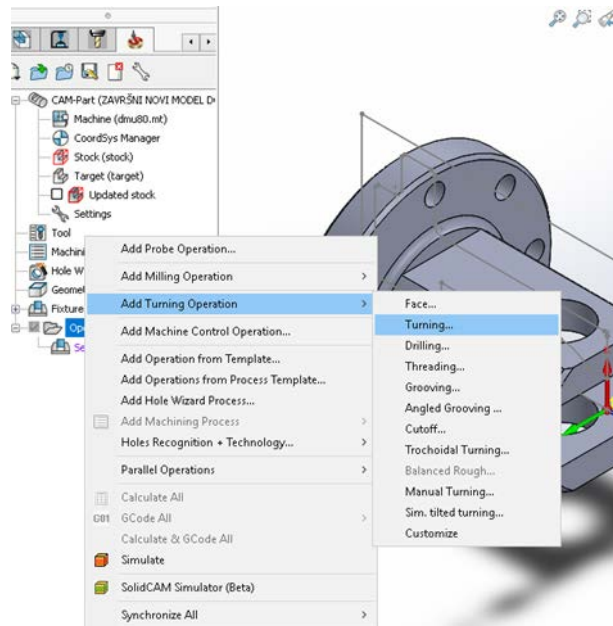 CAM-Part (ZAVRŠNI NOVI MODEL D
Machine (dmu80.mt)
CoordSys Manager
Stock (stock)
Target (target)
Updated stock
Settings
Tool
Machini
Hole W
Geomet
Fixture
Op
Se
Add Probe Operation...
Add Milling Operation
Add Turning Operation
Add Machine Control Operation...
Add Operation from Template...
Add Operations from Process Template...
Add Hole Wizard Process...
Add Machining Process
Holes Recognition + Technology...
Parallel Operations
Calculate All
G01 GCode All
Calculate & GCode All
Simulate
SolidCAM Simulator (Beta)
Synchronize All
Face...
Turning...
Drilling...
Threading...
Grooving...
Angled Grooving ...
Cutoff...
Trochoidal Turning...
Balanced Rough...
Manual Turning...
Sim. tilted turning...
Customize